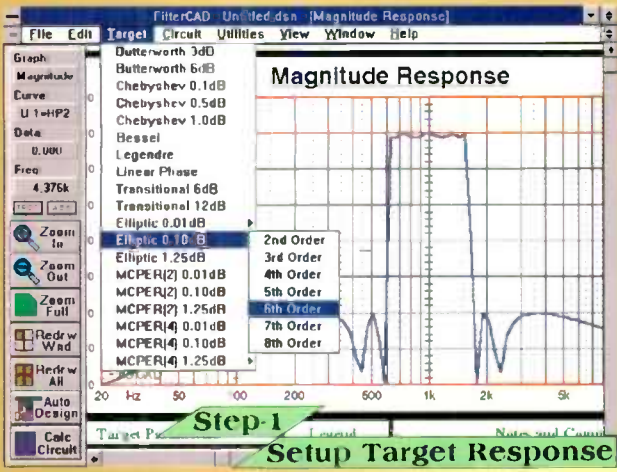 FilterCAD Untitled.dsn [Magnitude Response]
File Edit Target Circuit Utilities View Window Help
Graph
Magnitude
Curve
U 1=HP2
Data
0.000
Freq
4.376k
Zoom In
Zoom Out
Zoom Full
Redrw Wnd
Redrw All
Auto Design
Calc Circuit
Butterworth 3dB
Butterworth 6dB
Chebyshev 0.1dB
Chebyshev 0.5dB
Chebyshev 1.0dB
Bessel
Legendre
Linear Phase
Transitional 6dB
Transitional 12dB
Elliptic 0.01dB
Elliptic 0.10dB
Elliptic 1.25dB
MCPER(2) 0.01dB
MCPER(2) 0.10dB
MCPER(2) 1.25dB
MCPER(4) 0.01dB
MCPER(4) 0.10dB
MCPER(4) 1.25dB
2nd Order
3rd Order
4th Order
5th Order
6th Order
7th Order
8th Order
Magnitude Response
20 Hz 50 100 200 500 1k 2k 5k
Legend
Notes and
Step-1
Setup Target Response